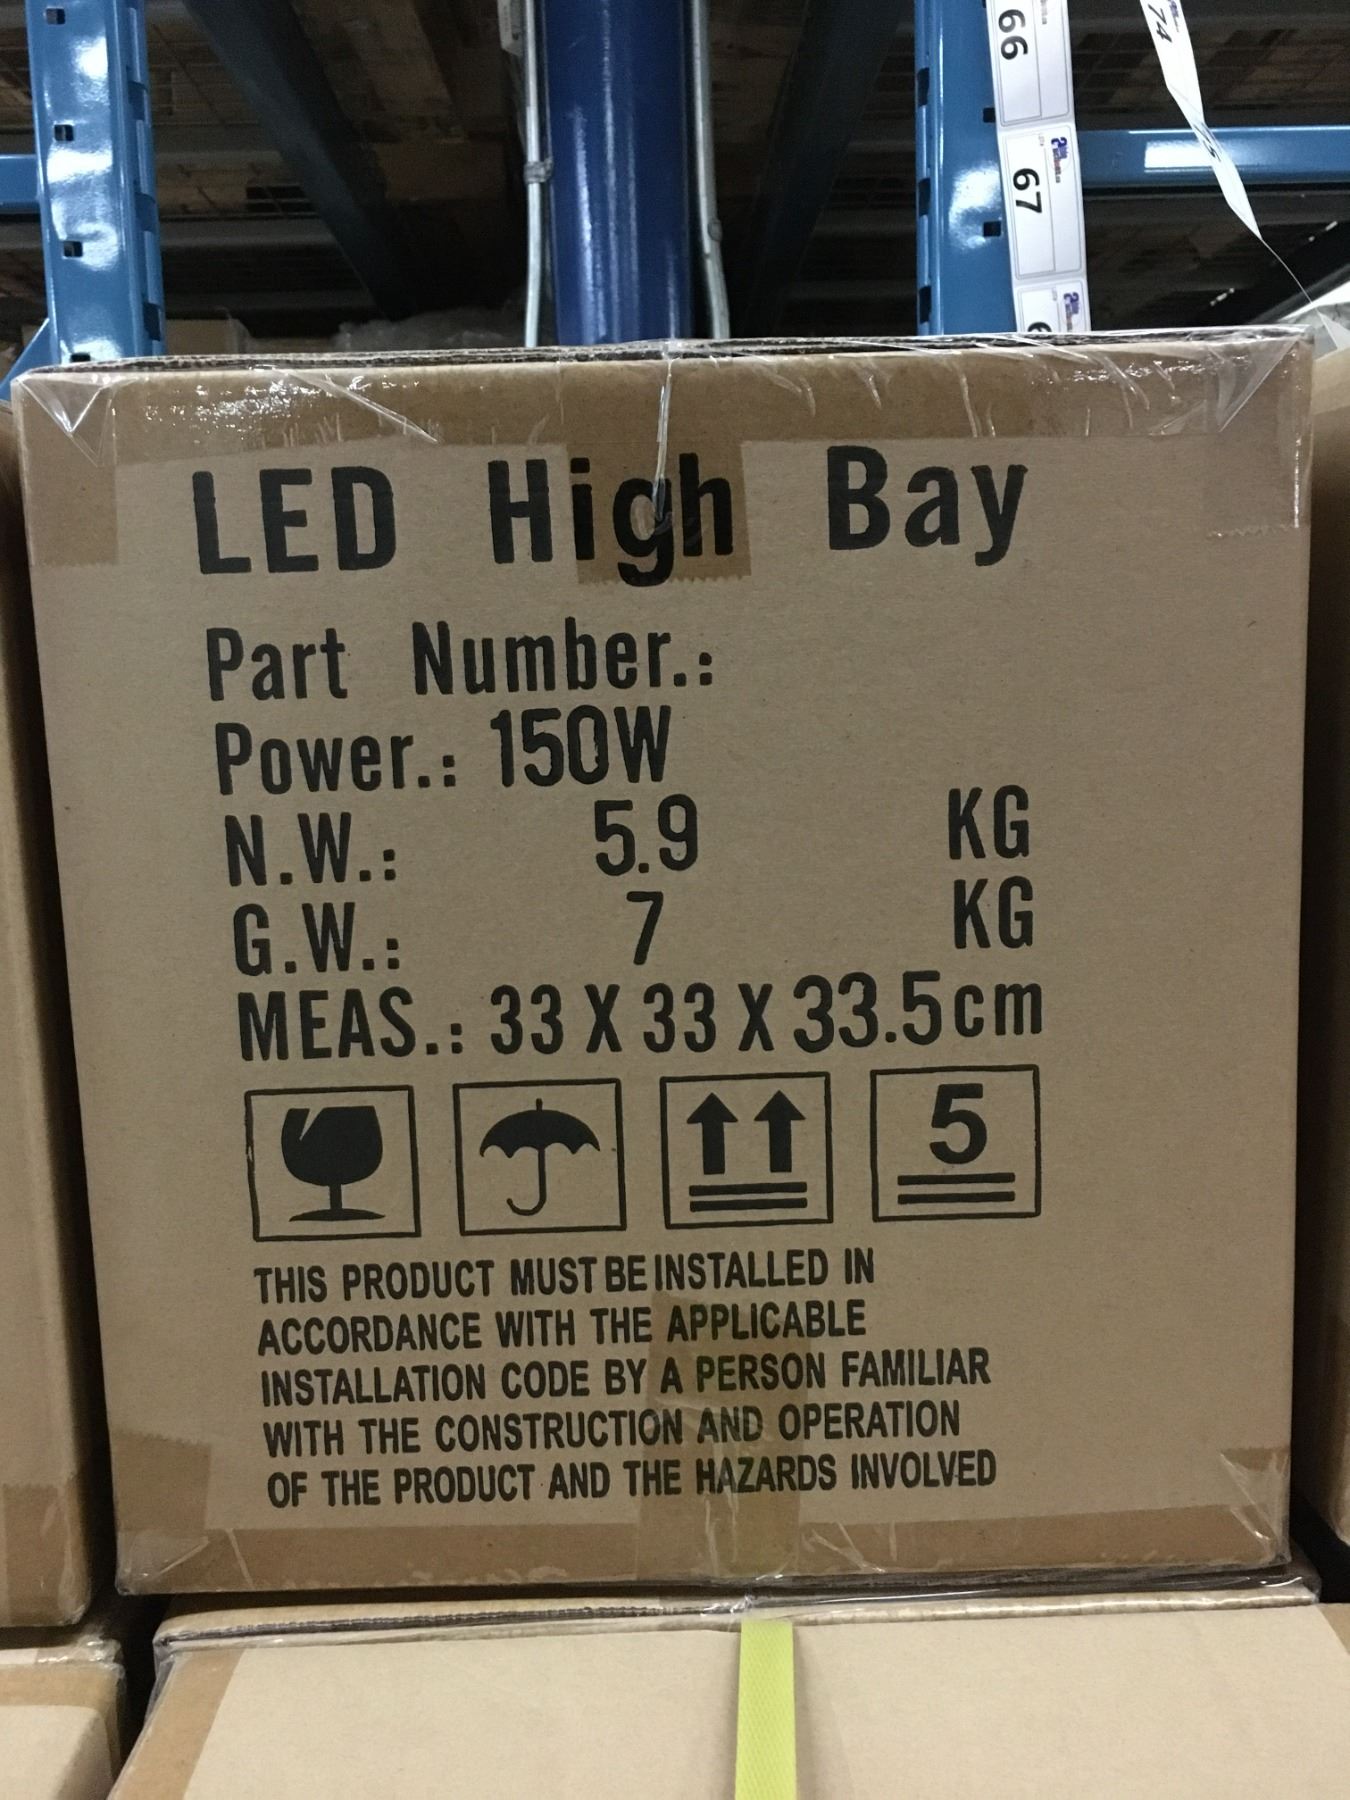 66
67
74
75
LED High Bay
Part Number.:
Power.: 150W
N.W.: 5.9 KG
G.W.: 7 KG
MEAS.: 33 X 33 X 33.5cm
5
THIS PRODUCT MUST BE INSTALLED IN
ACCORDANCE WITH THE APPLICABLE
INSTALLATION CODE BY A PERSON FAMILIAR
WITH THE CONSTRUCTION AND OPERATION
OF THE PRODUCT AND THE HAZARDS INVOLVED